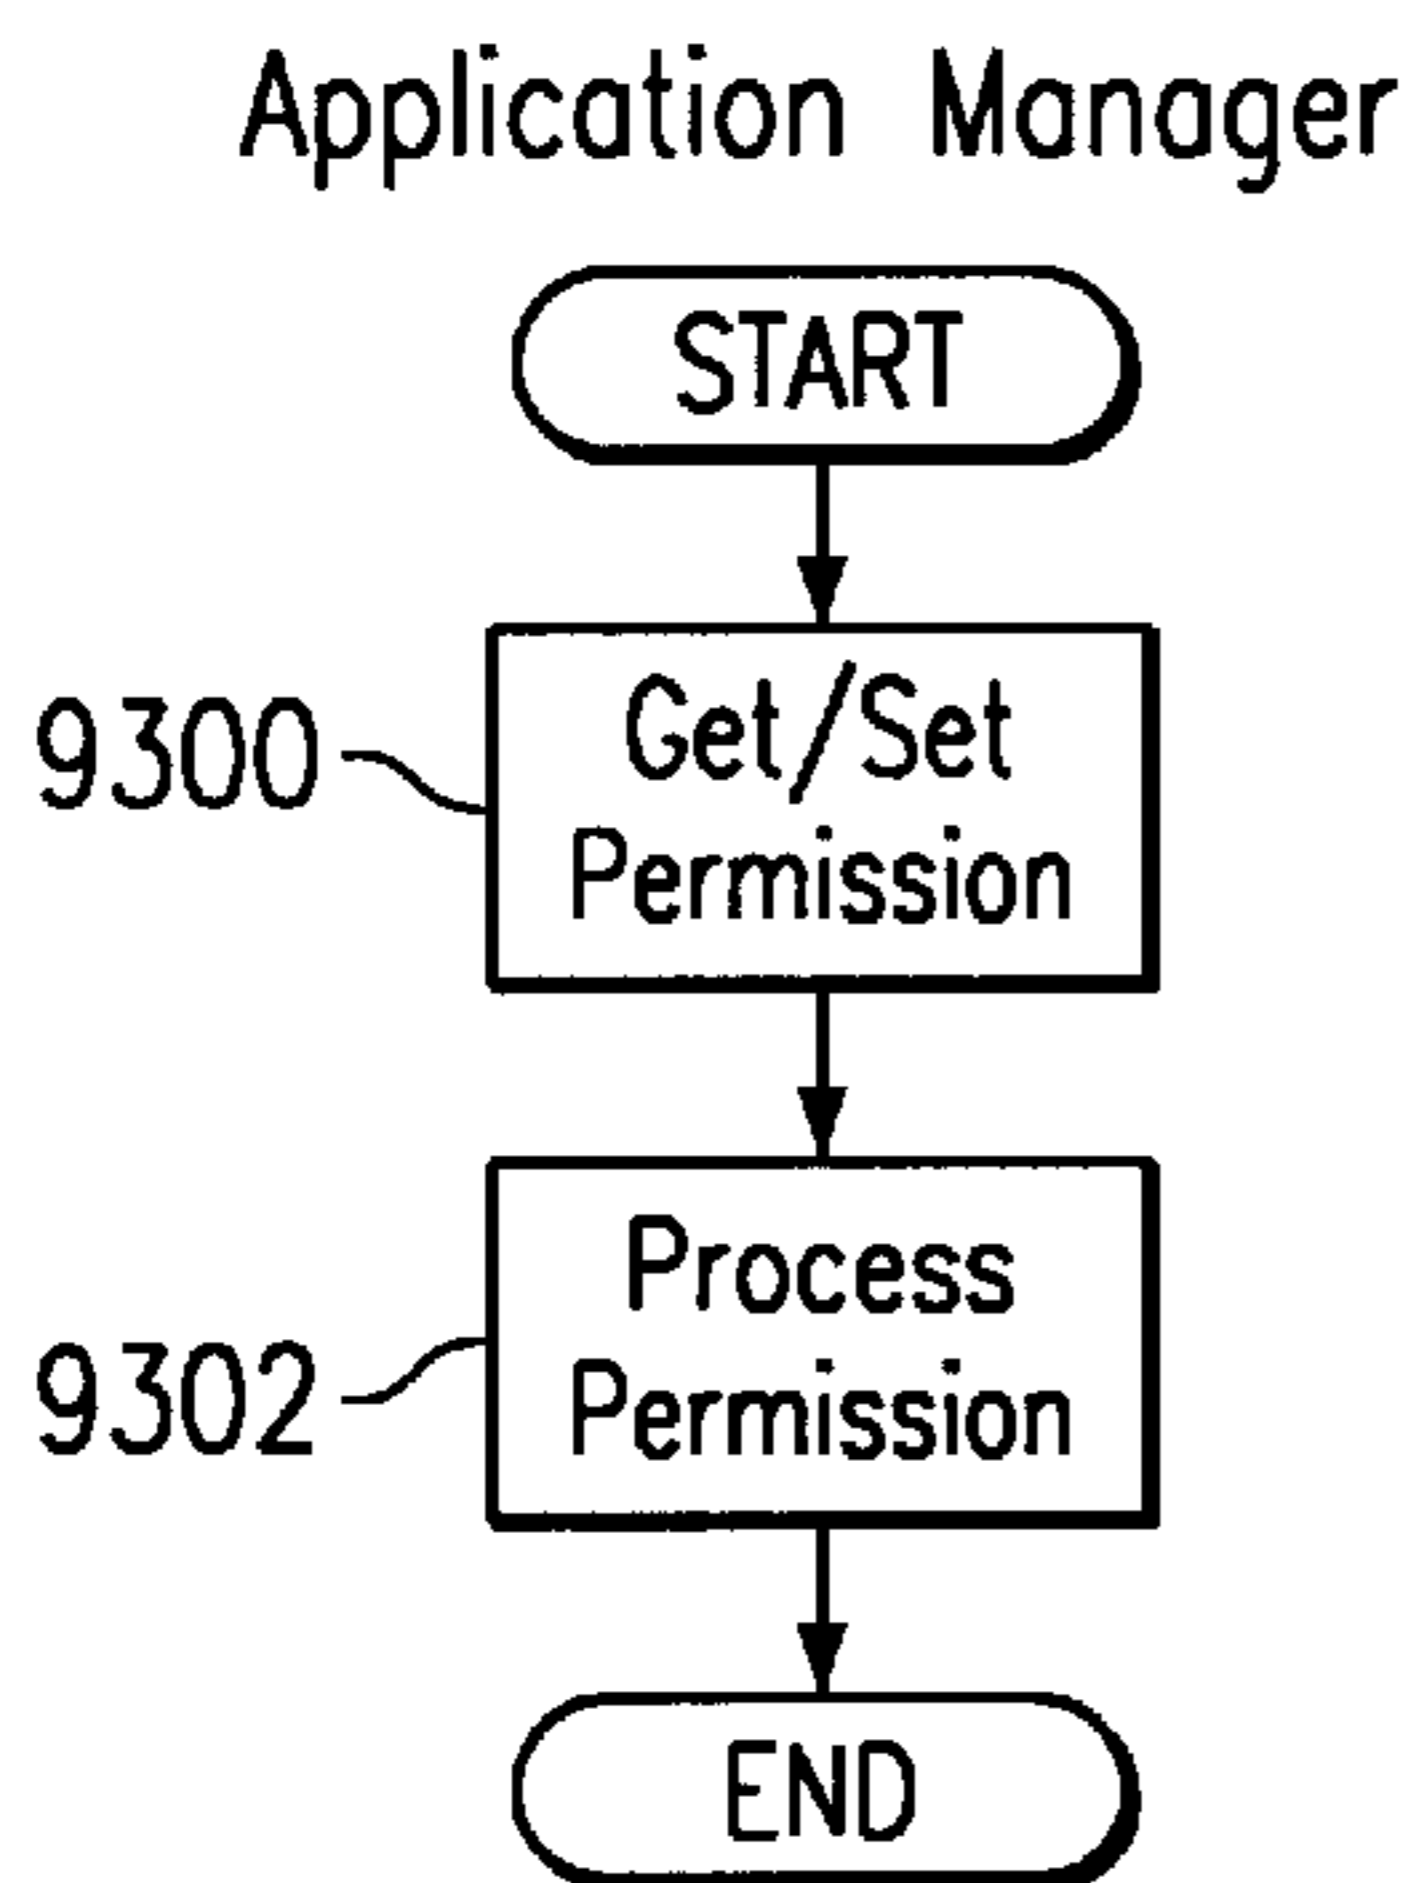 Application Manager
START
9300
Get/Set
Permission
Process
Permission
9302
END